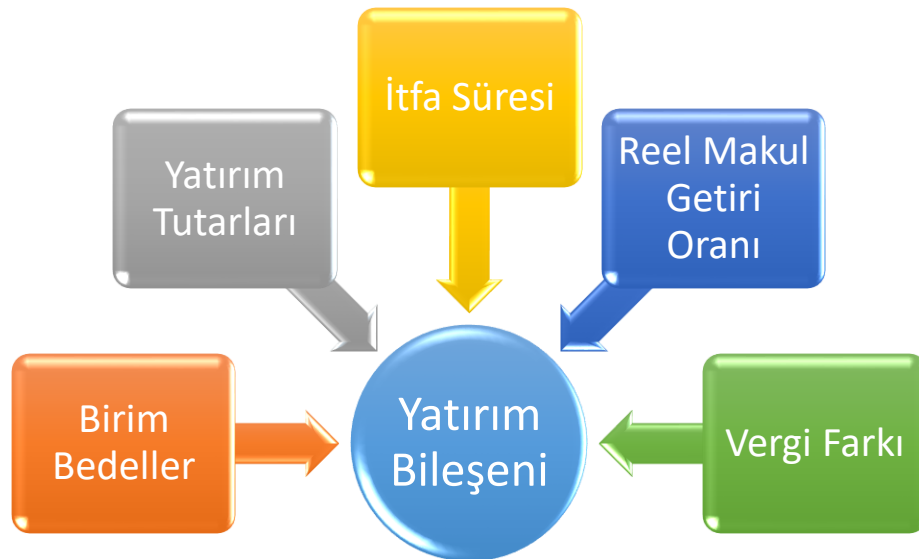 İtfa Süresi
Yatırım
Tutarları
Reel Makul
Getiri
Oranı
Birim
Bedeller
Yatırım
Bileşeni
Vergi Farkı